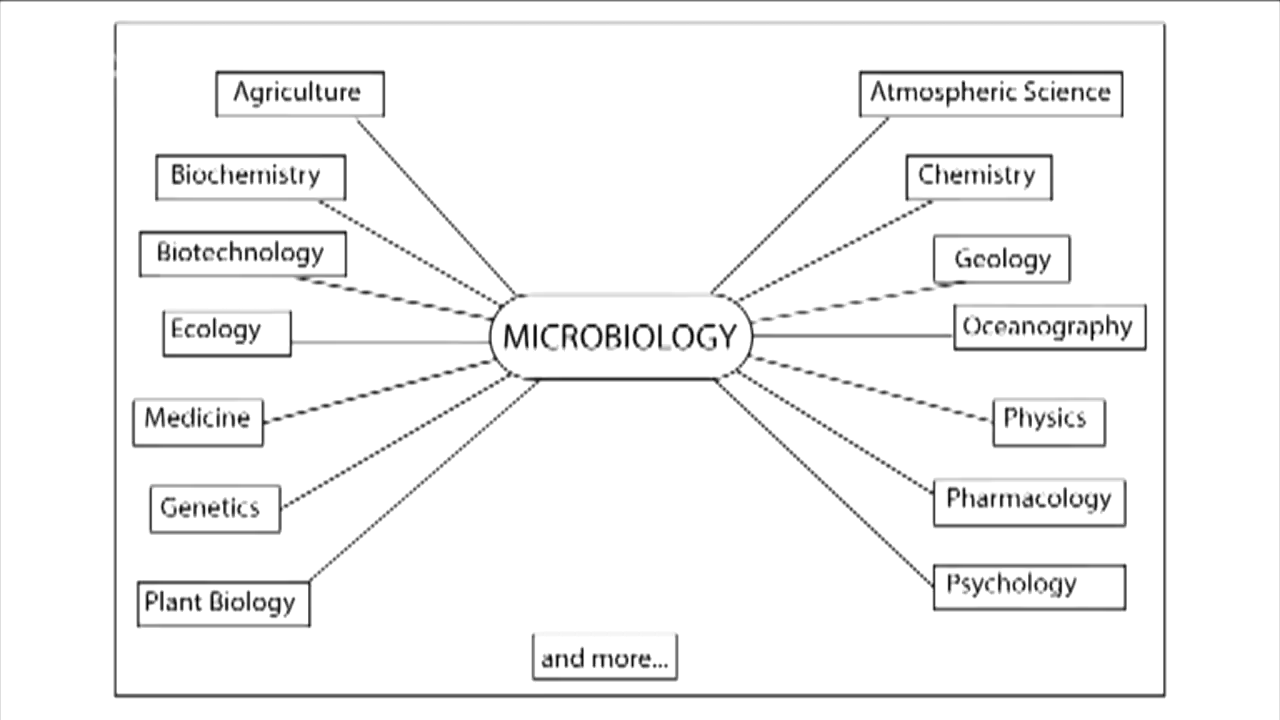 Agriculture
Atmospheric Science
Biochemistry
Chemistry
Biotechnology
Geology
Ecology
Oceanography
MICROBIOLOGY
Medicine
Physics
Genetics
Pharmacology
Plant Biology
Psychology
and more...